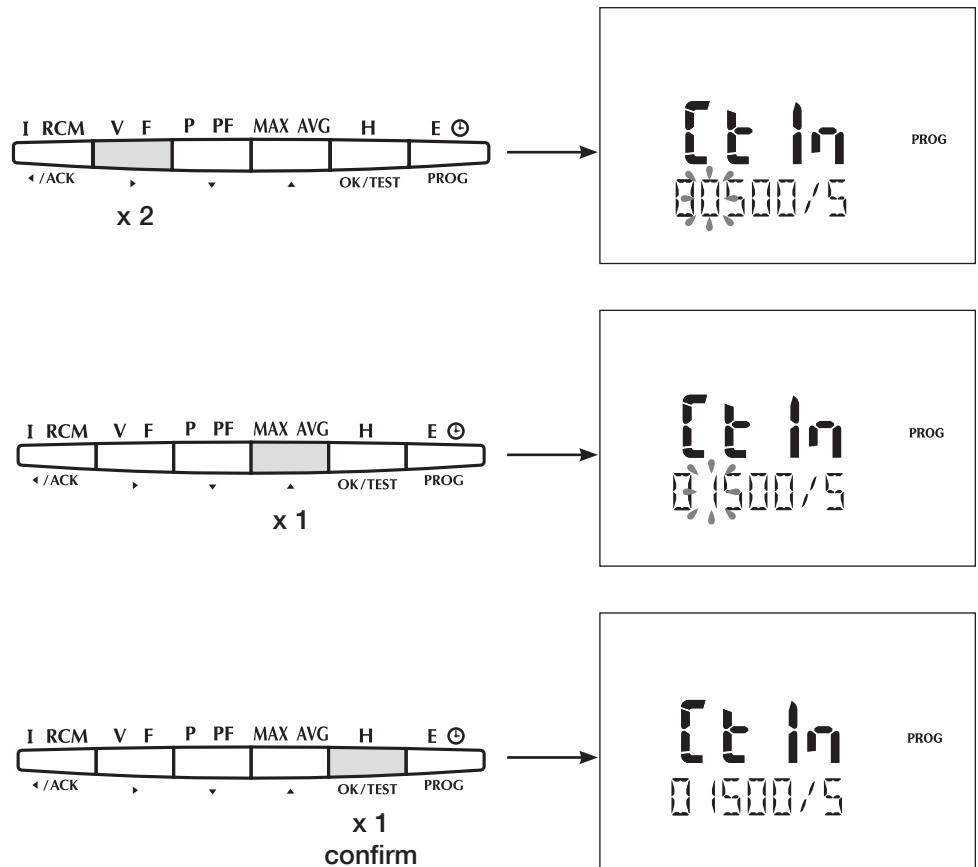 I RCM V F P PF MAX AVG H E
/ACK OK/TEST PROG
x 2
Ct In
PROG
00500/5
I RCM V F P PF MAX AVG H E
/ACK OK/TEST PROG
x 1
Ct In
PROG
01500/5
I RCM V F P PF MAX AVG H E
/ACK OK/TEST PROG
x 1
confirm
Ct In
PROG
01500/5